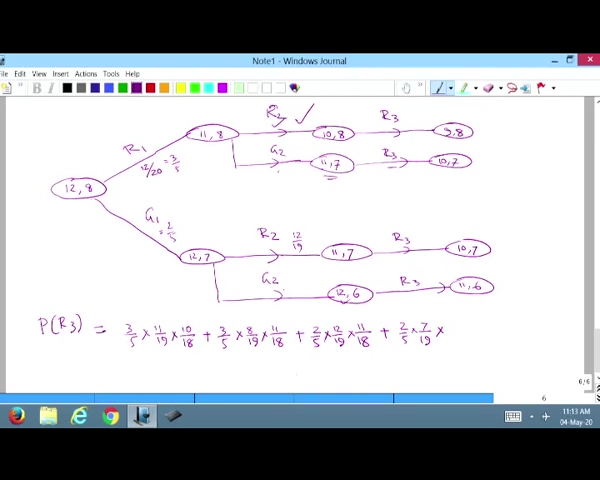 Note1 - Windows Journal
File Edit View Insert Actions Tools Help
R2 ✓ R3
11,8 10,8 9,8
R1 G2 R3
12/20 = 3/5 11,7 10,7
12,8
G1 = 2/5 R2 12/19 R3
12,7 11,7 10,7
G2 R3
12,6 11,6
P(R3) = 3/5 × 11/19 × 10/18 + 3/5 × 8/19 × 11/18 + 2/5 × 12/19 × 11/18 + 2/5 × 7/19 ×
6/6
6
11:13 AM
04-May-20